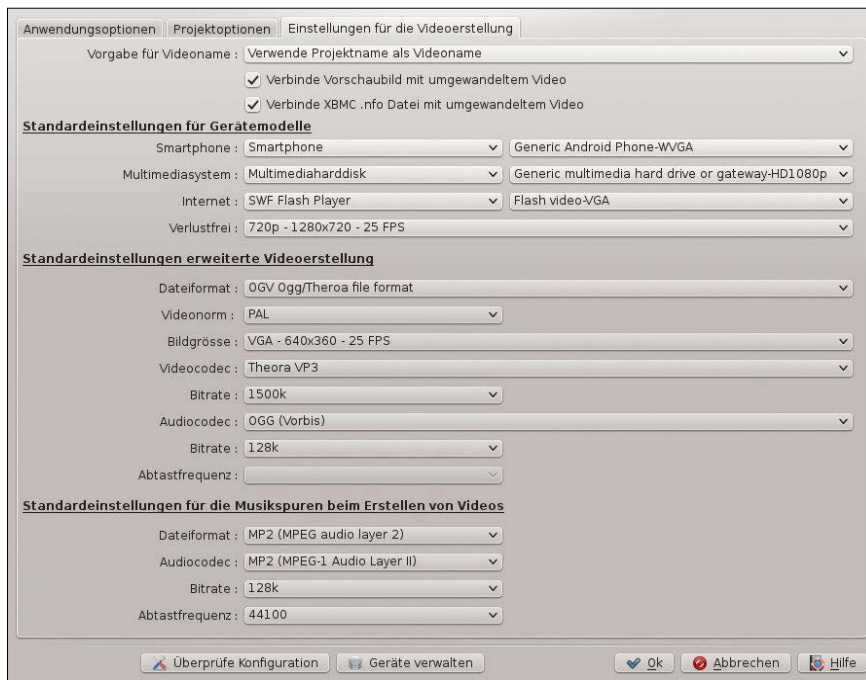 Anwendungsoptionen Projektoptionen Einstellungen für die Videoerstellung
Vorgabe für Videoname : Verwende Projektname als Videoname
Verbinde Vorschaubild mit umgewandeltem Video
Verbinde XBMC .nfo Datei mit umgewandeltem Video
Standardeinstellungen für Gerätemodelle
Smartphone : Smartphone Generic Android Phone-WVGA
Multimediasystem : Multimediaharddisk Generic multimedia hard drive or gateway-HD1080p
Internet : SWF Flash Player Flash video-VGA
Verlustfrei : 720p - 1280x720 - 25 FPS
Standardeinstellungen erweiterte Videoerstellung
Dateiformat : OGV Ogg/Theroa file format
Videonorm : PAL
Bildgrösse : VGA - 640x360 - 25 FPS
Videocodec : Theora VP3
Bitrate : 1500k
Audiocodec : OGG (Vorbis)
Bitrate : 128k
Abtastfrequenz :
Standardeinstellungen für die Musikspuren beim Erstellen von Videos
Dateiformat : MP2 (MPEG audio layer 2)
Audiocodec : MP2 (MPEG-1 Audio Layer II)
Bitrate : 128k
Abtastfrequenz : 44100
Überprüfe Konfiguration Geräte verwalten Ok Abbrechen Hilfe